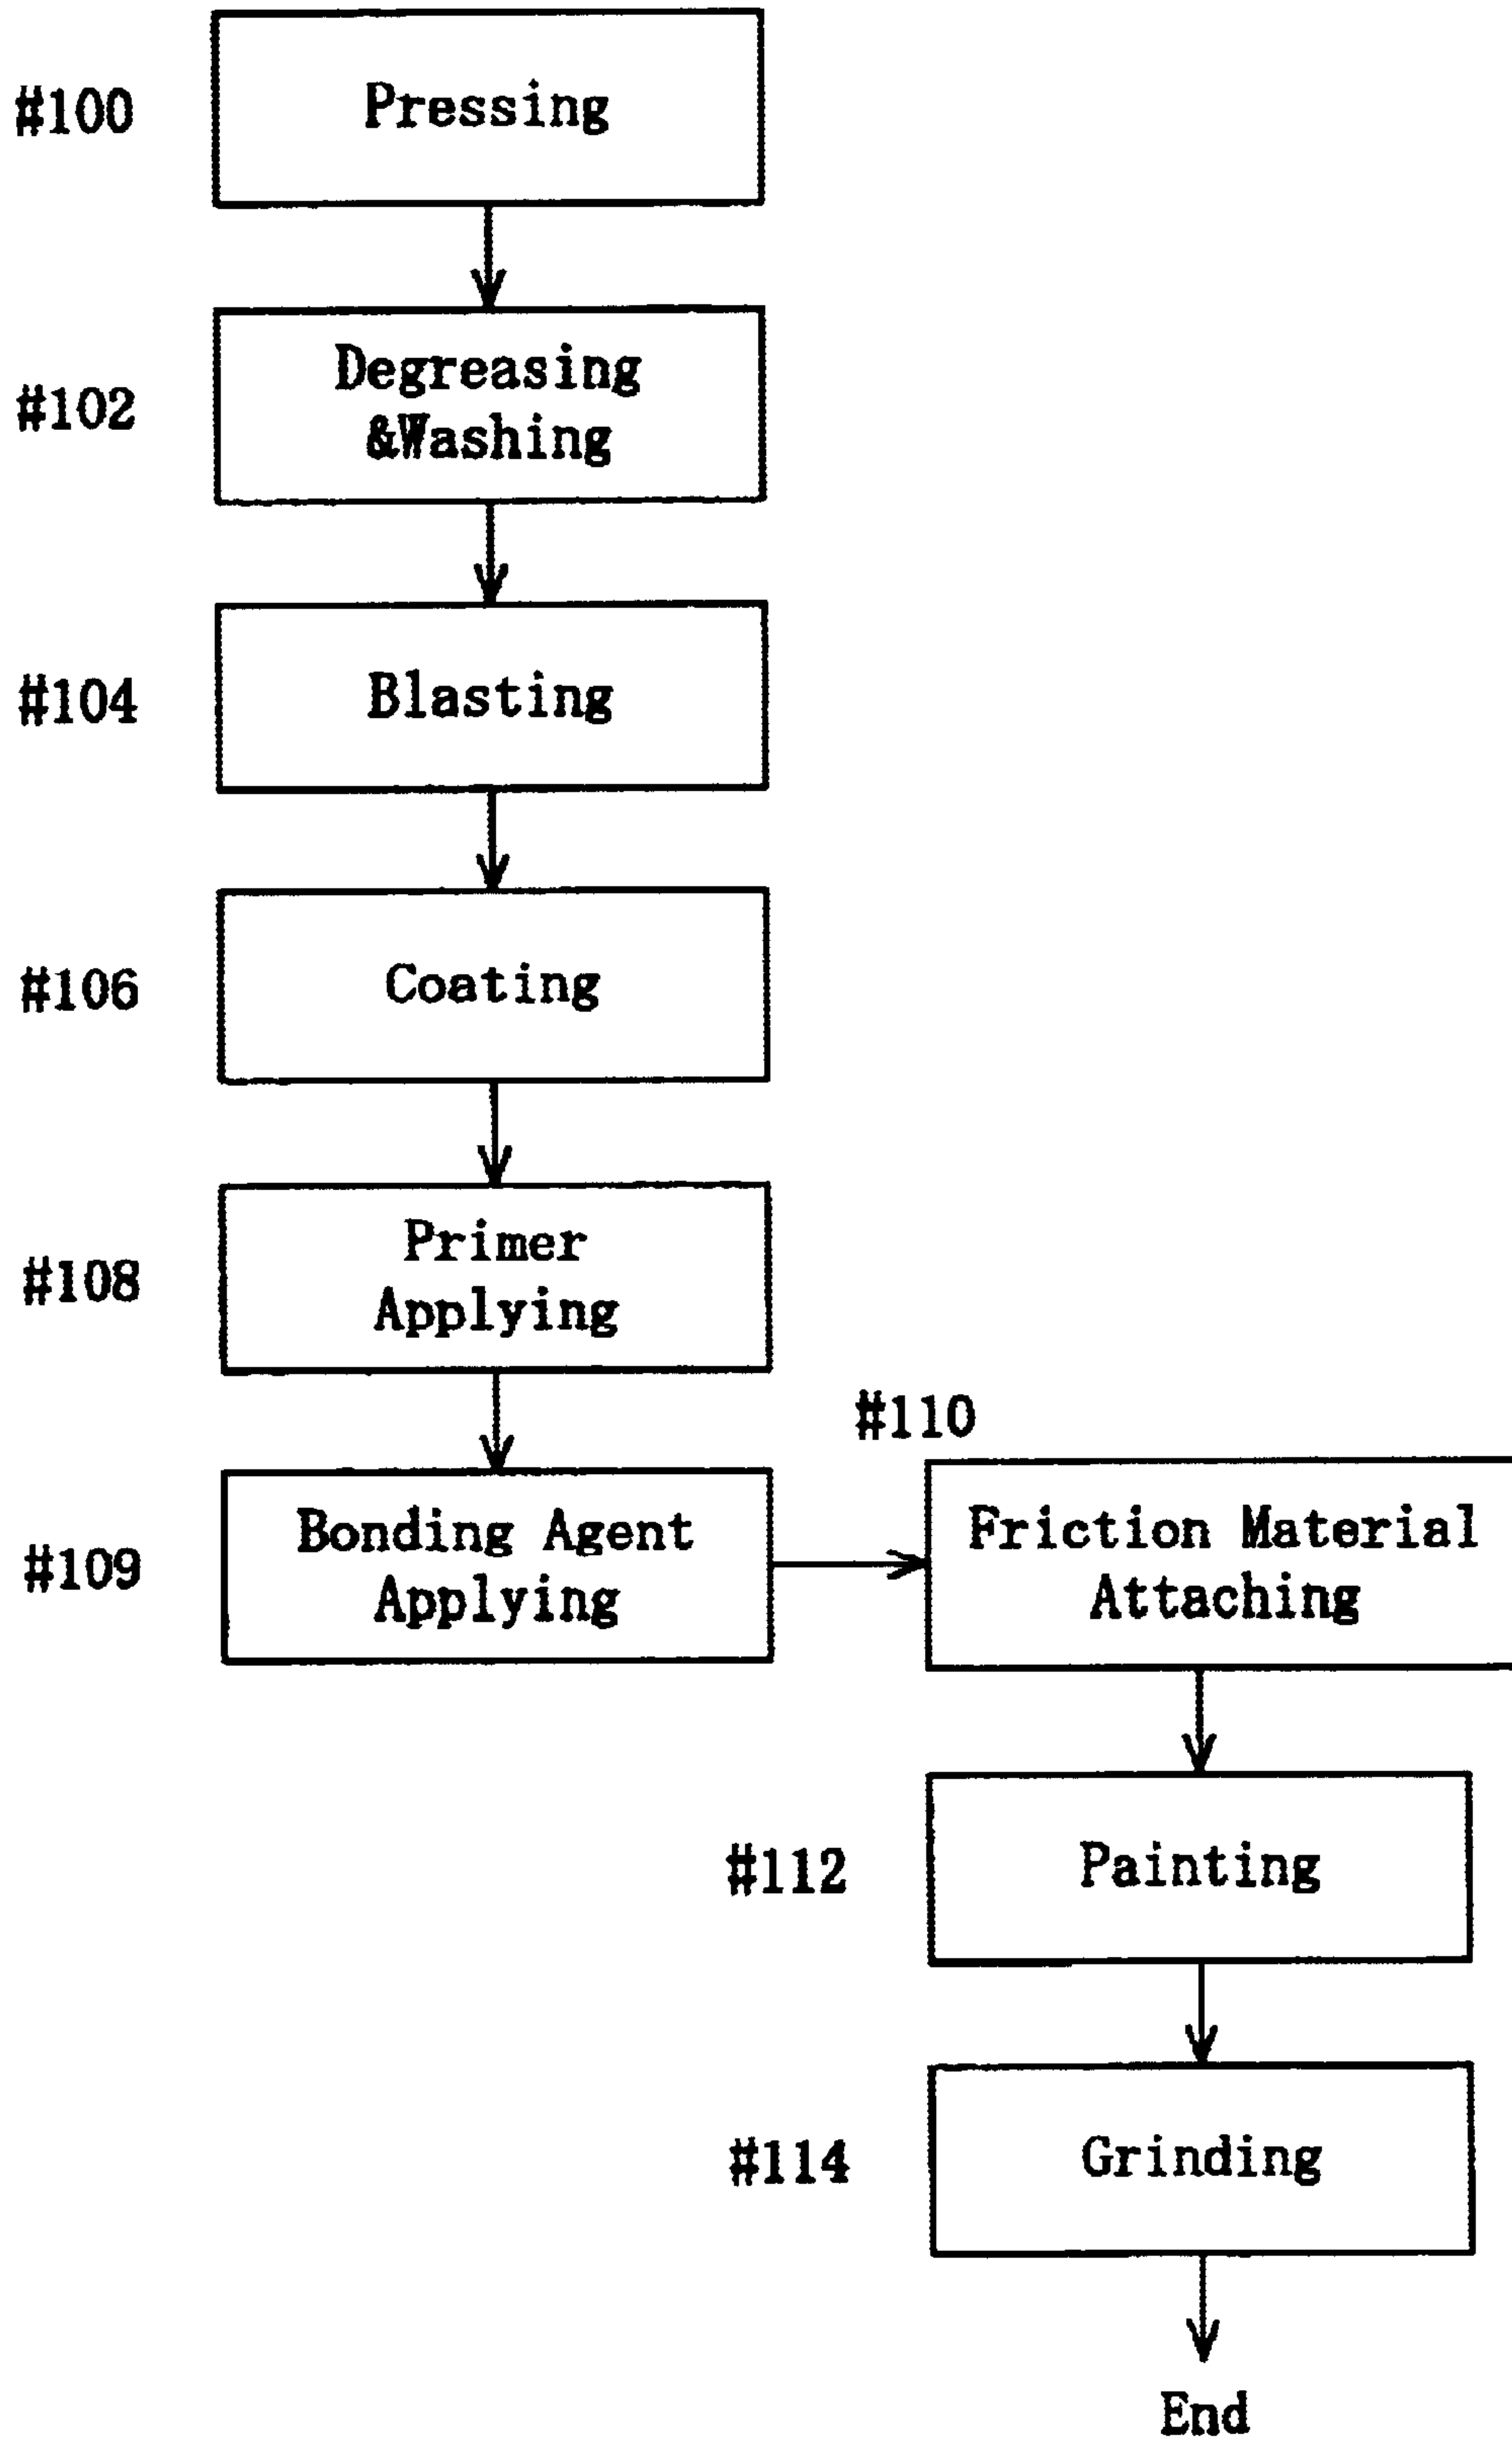 #100
Pressing
#102
Degreasing
&Washing
#104
Blasting
#106
Coating
#108
Primer
Applying
#109
Bonding Agent
Applying
#110
Friction Material
Attaching
#112
Painting
#114
Grinding
End